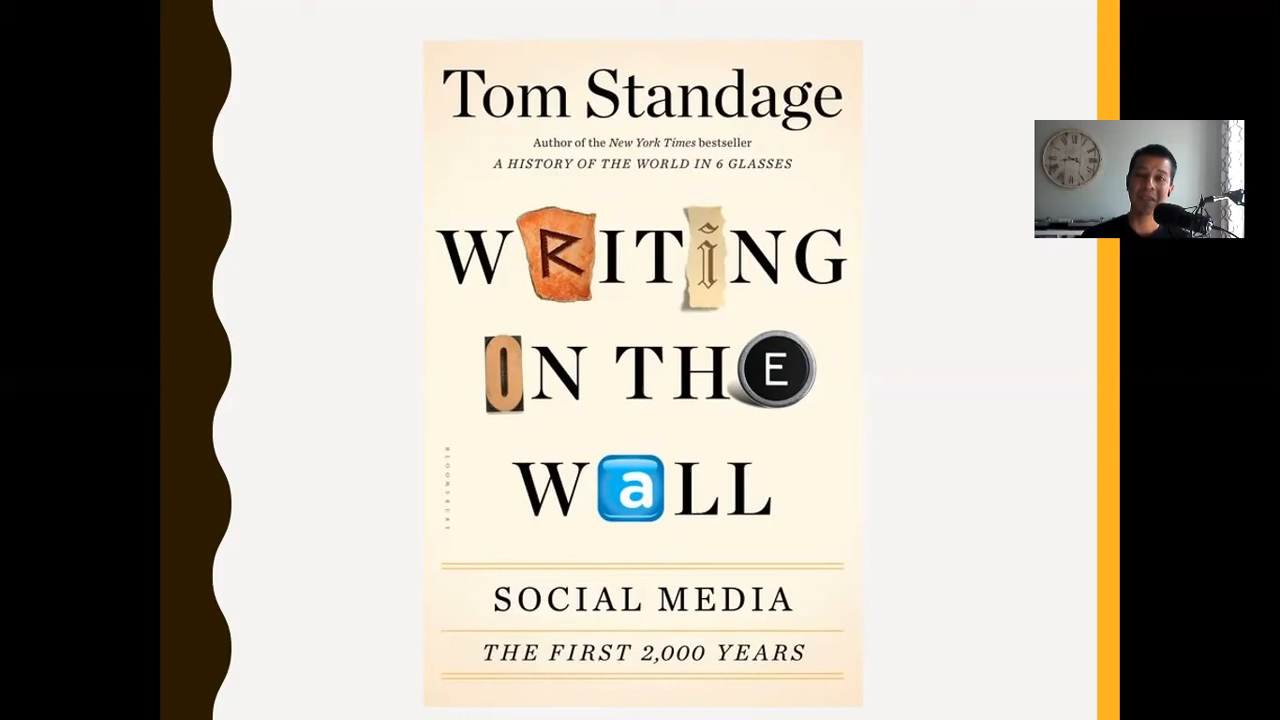 Tom Standage
Author of the New York Times bestseller
A HISTORY OF THE WORLD IN 6 GLASSES
WRITING
ON THE
WaLL
BLOOMSBURY
SOCIAL MEDIA
THE FIRST 2,000 YEARS